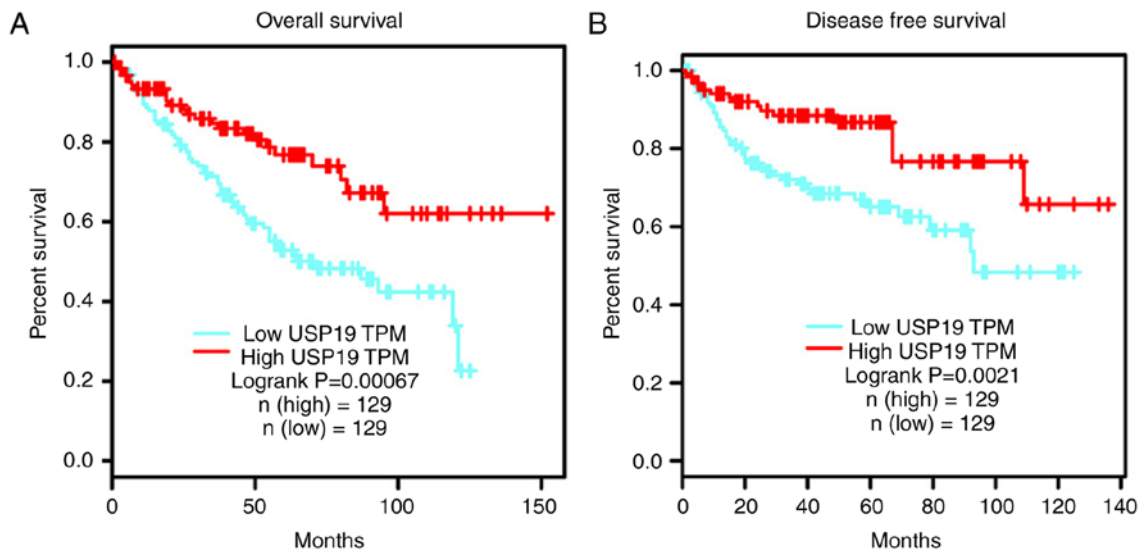 A
Overall survival
1.0
0.8
0.6
0.4
0.2
0.0
Percent survival
Low USP19 TPM
High USP19 TPM
Logrank P=0.00067
n (high) = 129
n (low) = 129
0 50 100 150
Months
B
Disease free survival
1.0
0.8
0.6
0.4
0.2
0.0
Percent survival
Low USP19 TPM
High USP19 TPM
Logrank P=0.0021
n (high) = 129
n (low) = 129
0 20 40 60 80 100 120 140
Months